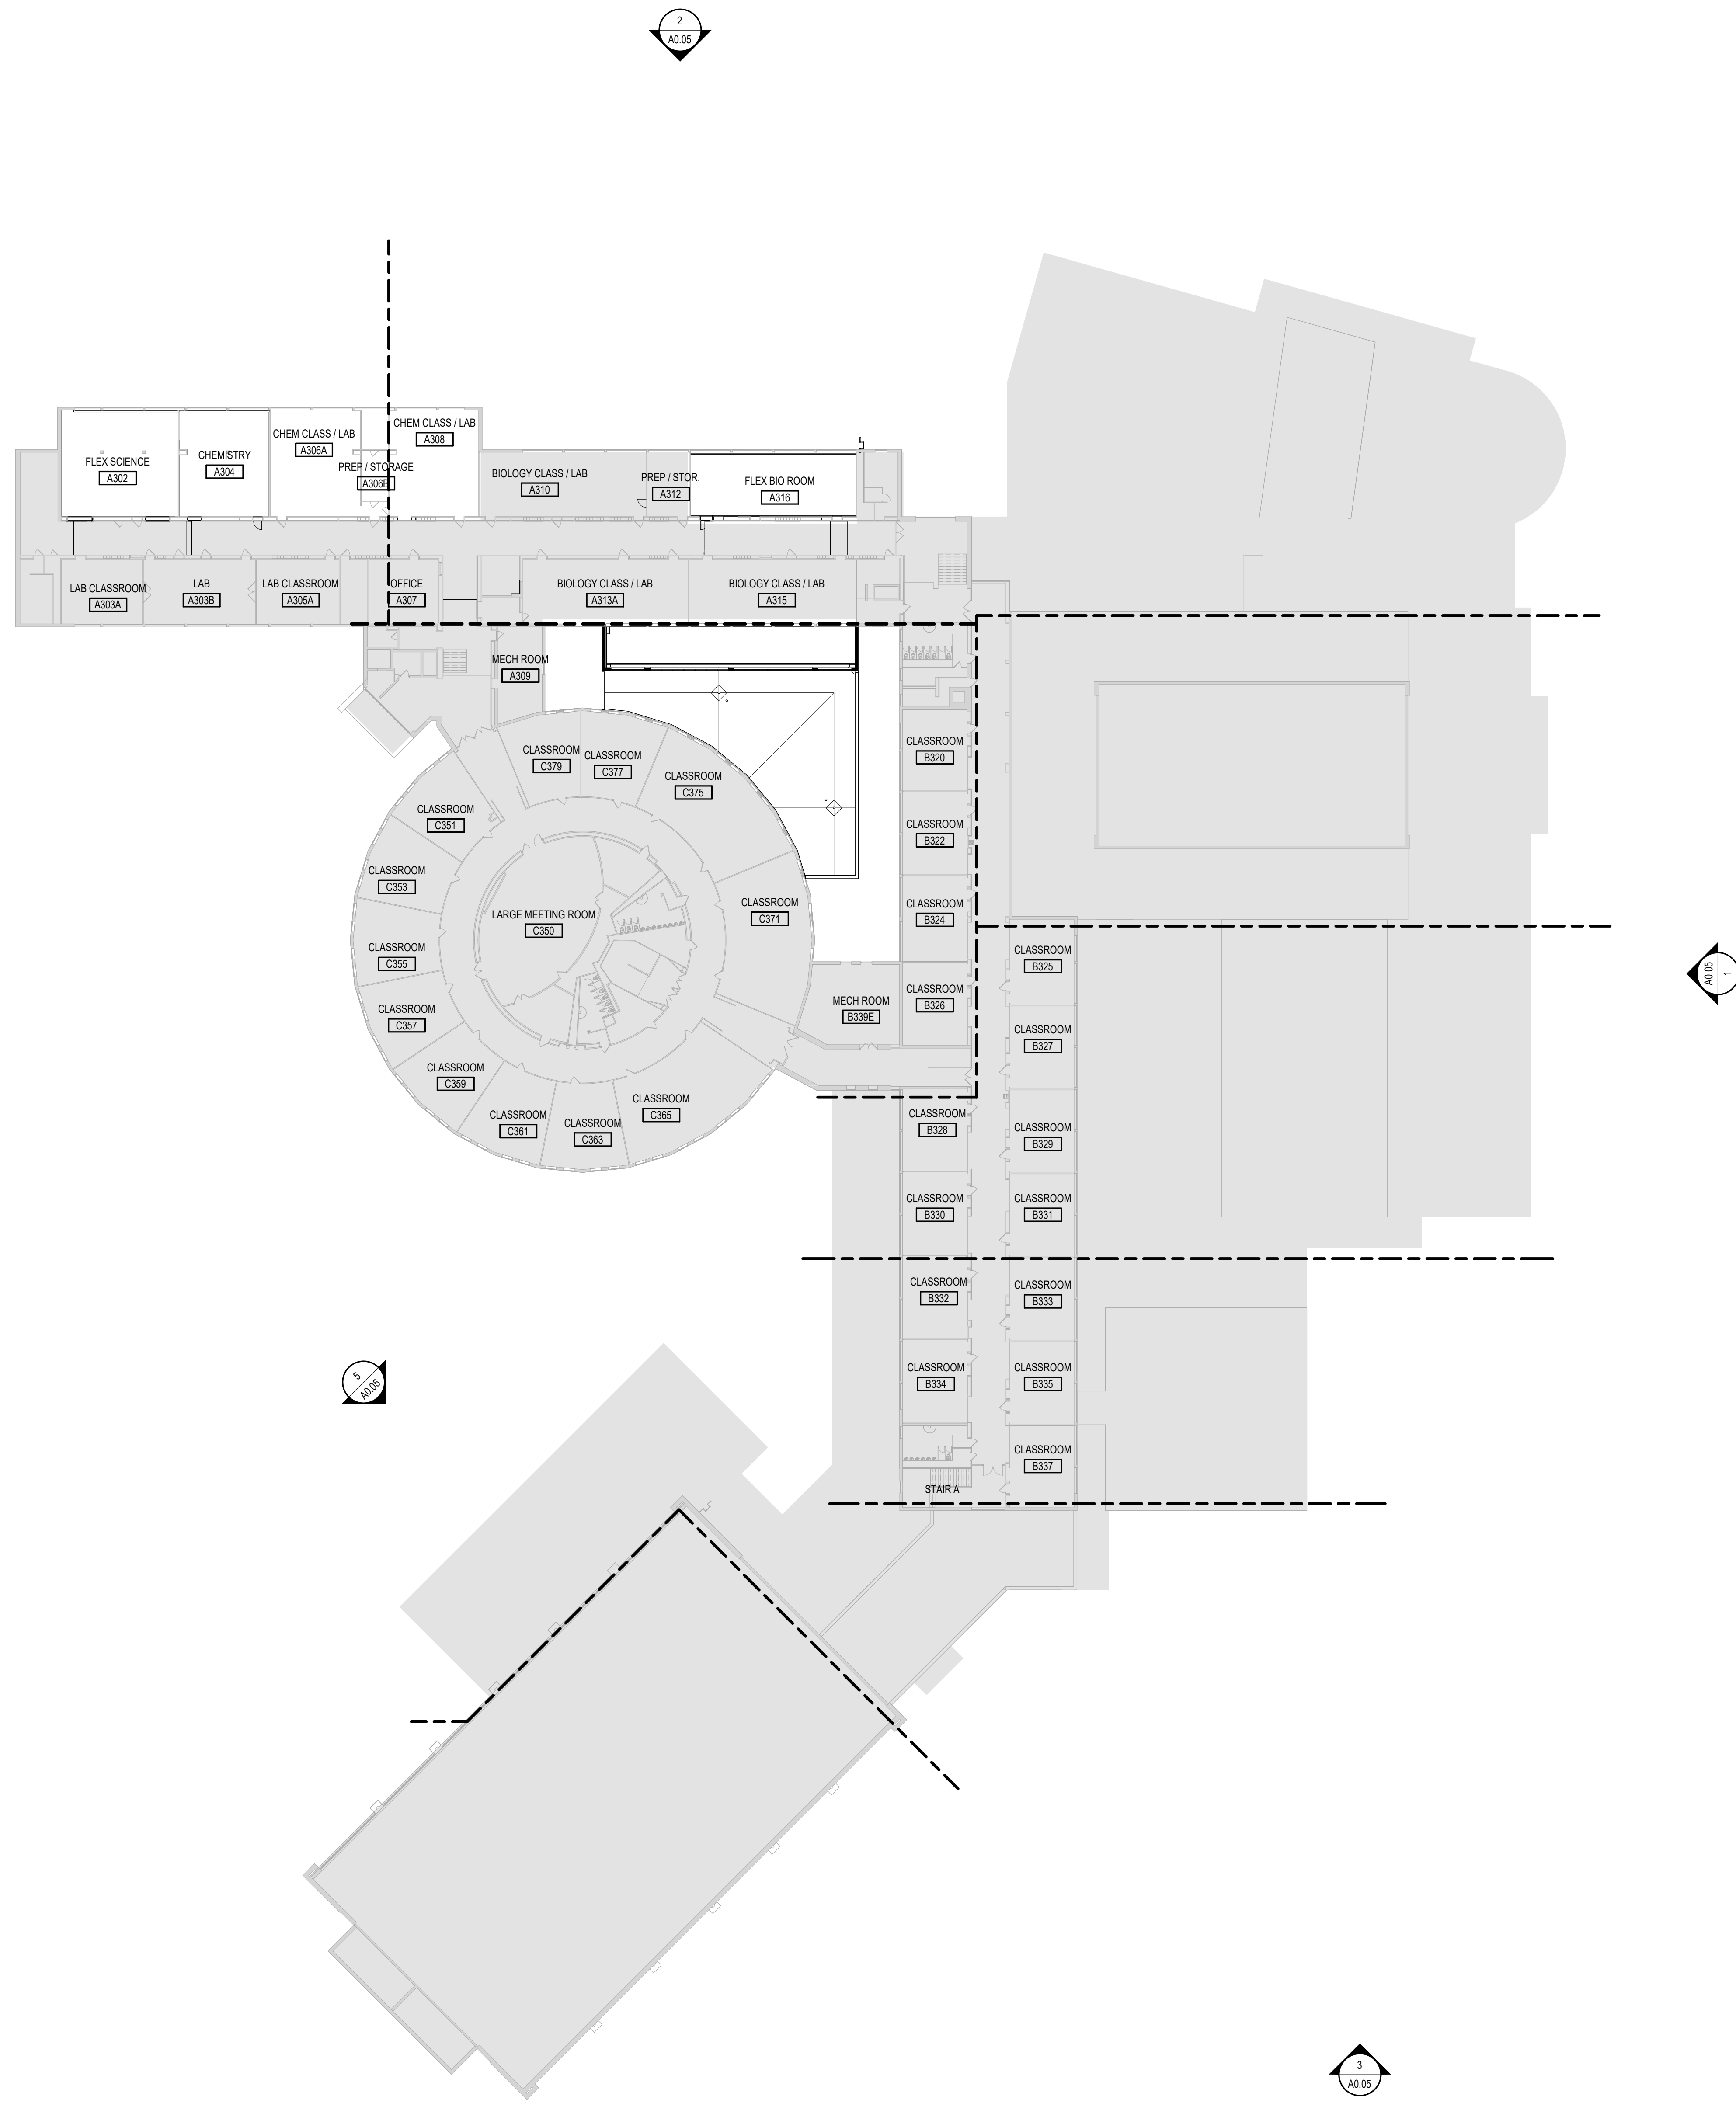 2
A0.05
CHEM CLASS / LAB
A308
CHEM CLASS / LAB
A306A
FLEX SCIENCE
A302
CHEMISTRY
A304
PREP / STORAGE
A306B
BIOLOGY CLASS / LAB
A310
PREP / STOR.
A312
FLEX BIO ROOM
A316
LAB CLASSROOM
A303A
LAB
A303B
LAB CLASSROOM
A305A
OFFICE
A307
BIOLOGY CLASS / LAB
A313A
BIOLOGY CLASS / LAB
A315
MECH ROOM
A309
CLASSROOM
C379
CLASSROOM
C377
CLASSROOM
C375
CLASSROOM
B320
CLASSROOM
C351
CLASSROOM
B322
CLASSROOM
C353
CLASSROOM
C371
CLASSROOM
B324
LARGE MEETING ROOM
C350
CLASSROOM
C355
CLASSROOM
B325
A0.05
1
CLASSROOM
C357
MECH ROOM
B339E
CLASSROOM
B326
CLASSROOM
B327
CLASSROOM
C359
CLASSROOM
C361
CLASSROOM
C363
CLASSROOM
C365
CLASSROOM
B328
CLASSROOM
B329
CLASSROOM
B330
CLASSROOM
B331
CLASSROOM
B332
CLASSROOM
B333
5
A0.05
CLASSROOM
B334
CLASSROOM
B335
CLASSROOM
B337
STAIR A
3
A0.05